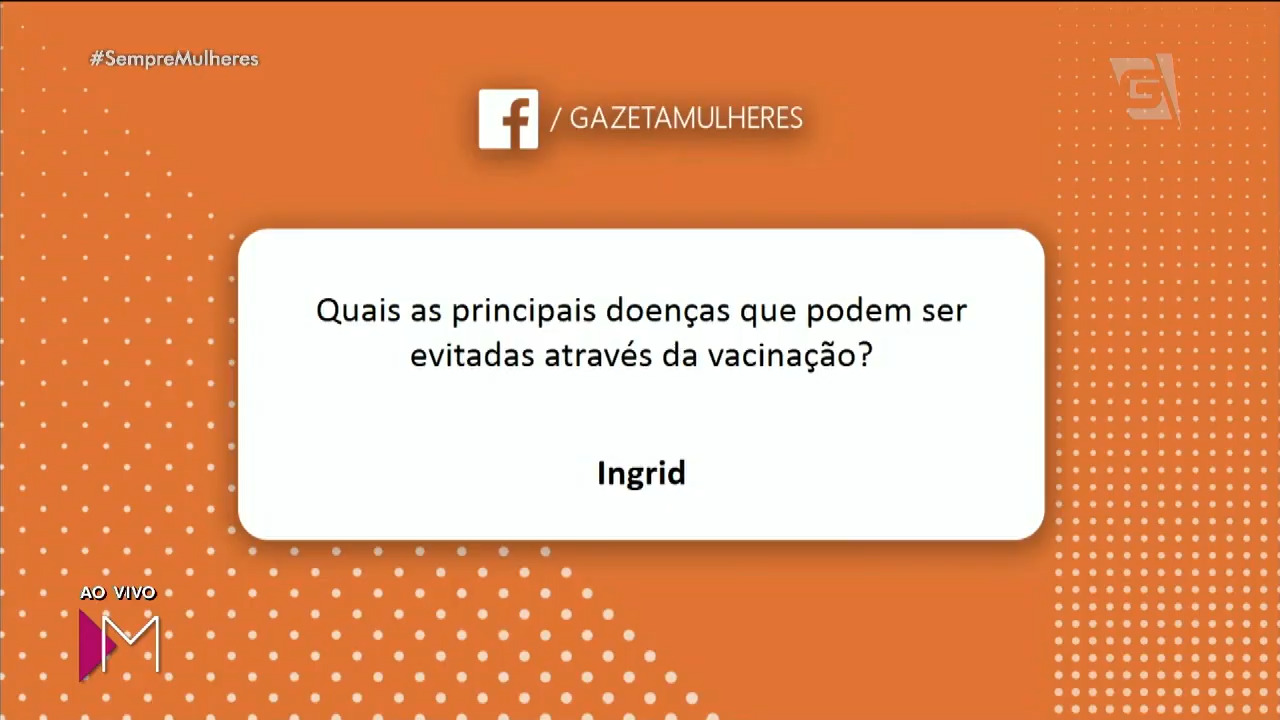 #SempreMulheres
/ GAZETAMULHERES
Quais as principais doenças que podem ser
evitadas através da vacinação?
Ingrid
AO VIVO
M